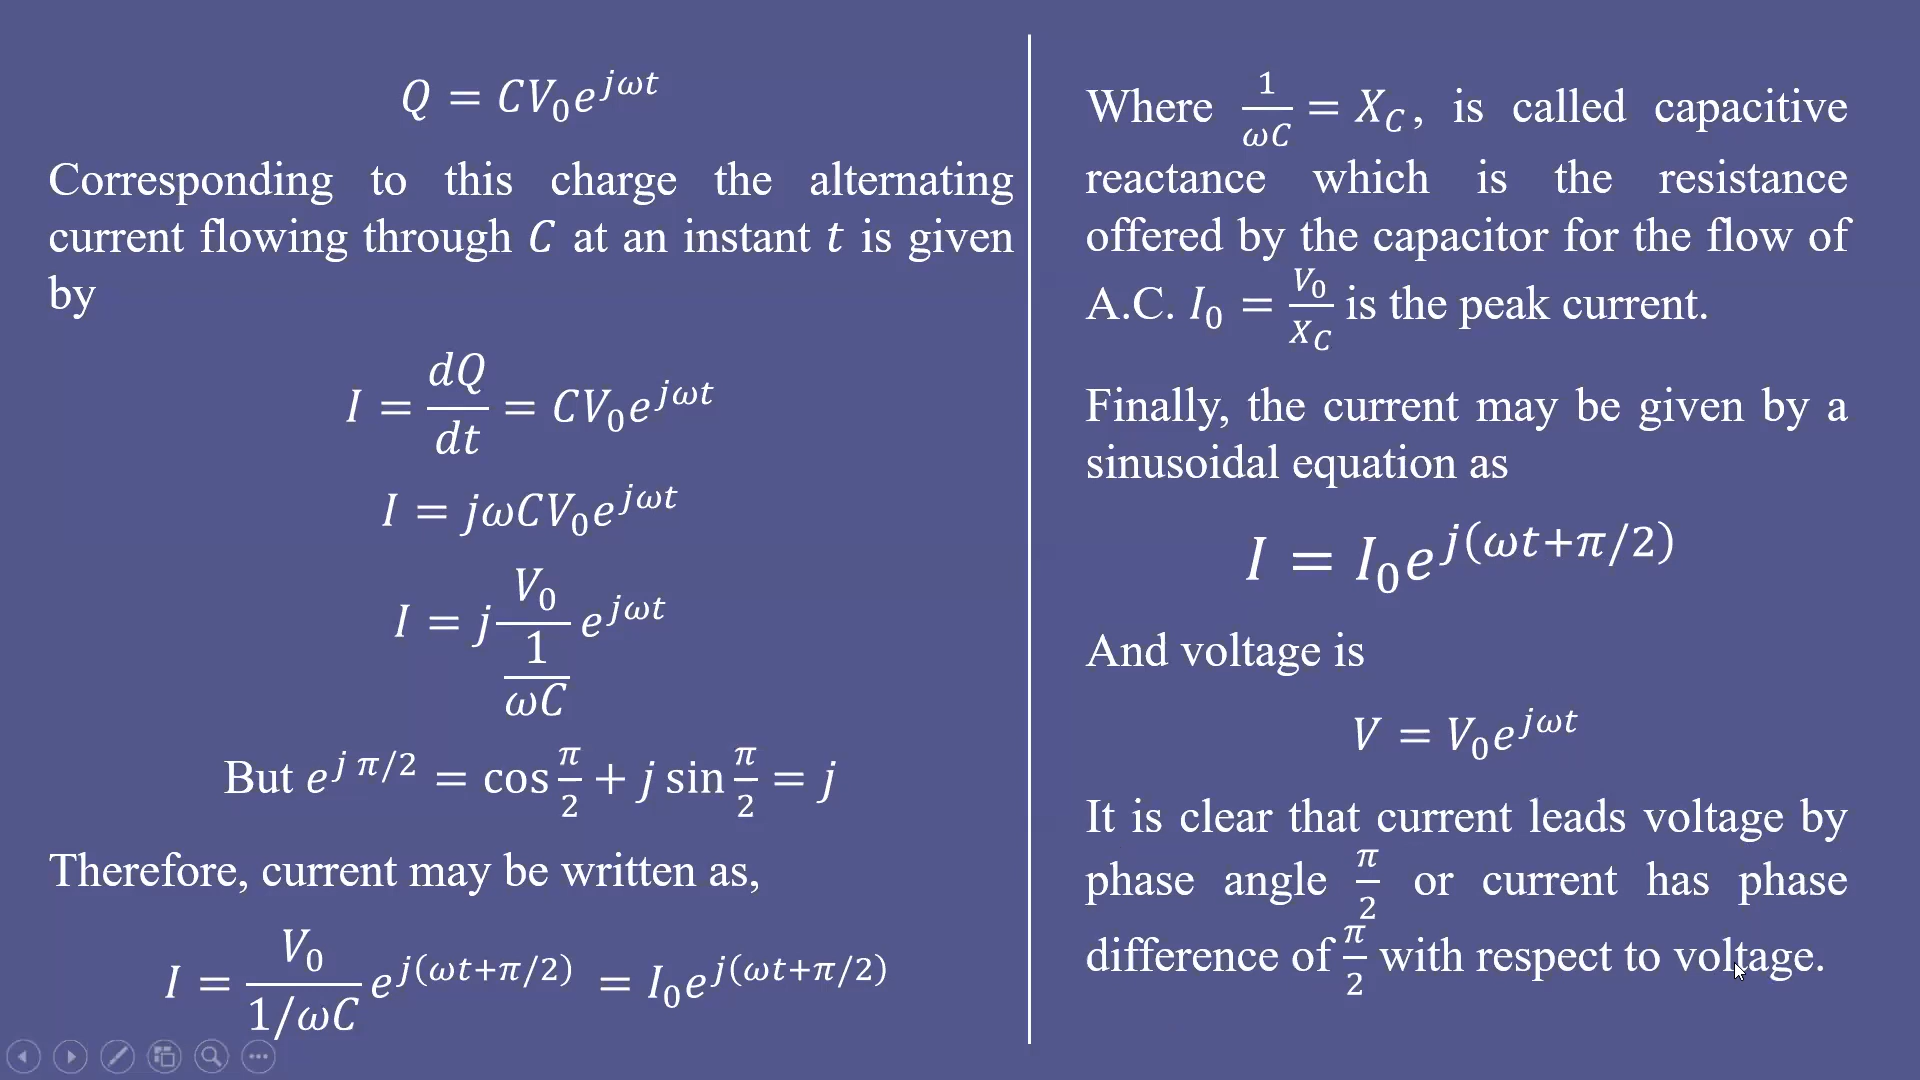 Q = CV₀e^{jωt}
Corresponding to this charge the alternating
current flowing through C at an instant t is given
by
I = dQ/dt = CV₀e^{jωt}
I = jωCV₀e^{jωt}
I = j V₀/(1/ωC) e^{jωt}
But e^{j π/2} = cos π/2 + j sin π/2 = j
Therefore, current may be written as,
I = V₀/(1/ωC) e^{j(ωt+π/2)} = I₀e^{j(ωt+π/2)}
Where 1/ωC = X_C, is called capacitive
reactance which is the resistance
offered by the capacitor for the flow of
A.C. I₀ = V₀/X_C is the peak current.
Finally, the current may be given by a
sinusoidal equation as
I = I₀e^{j(ωt+π/2)}
And voltage is
V = V₀e^{jωt}
It is clear that current leads voltage by
phase angle π/2 or current has phase
difference of π/2 with respect to voltage.